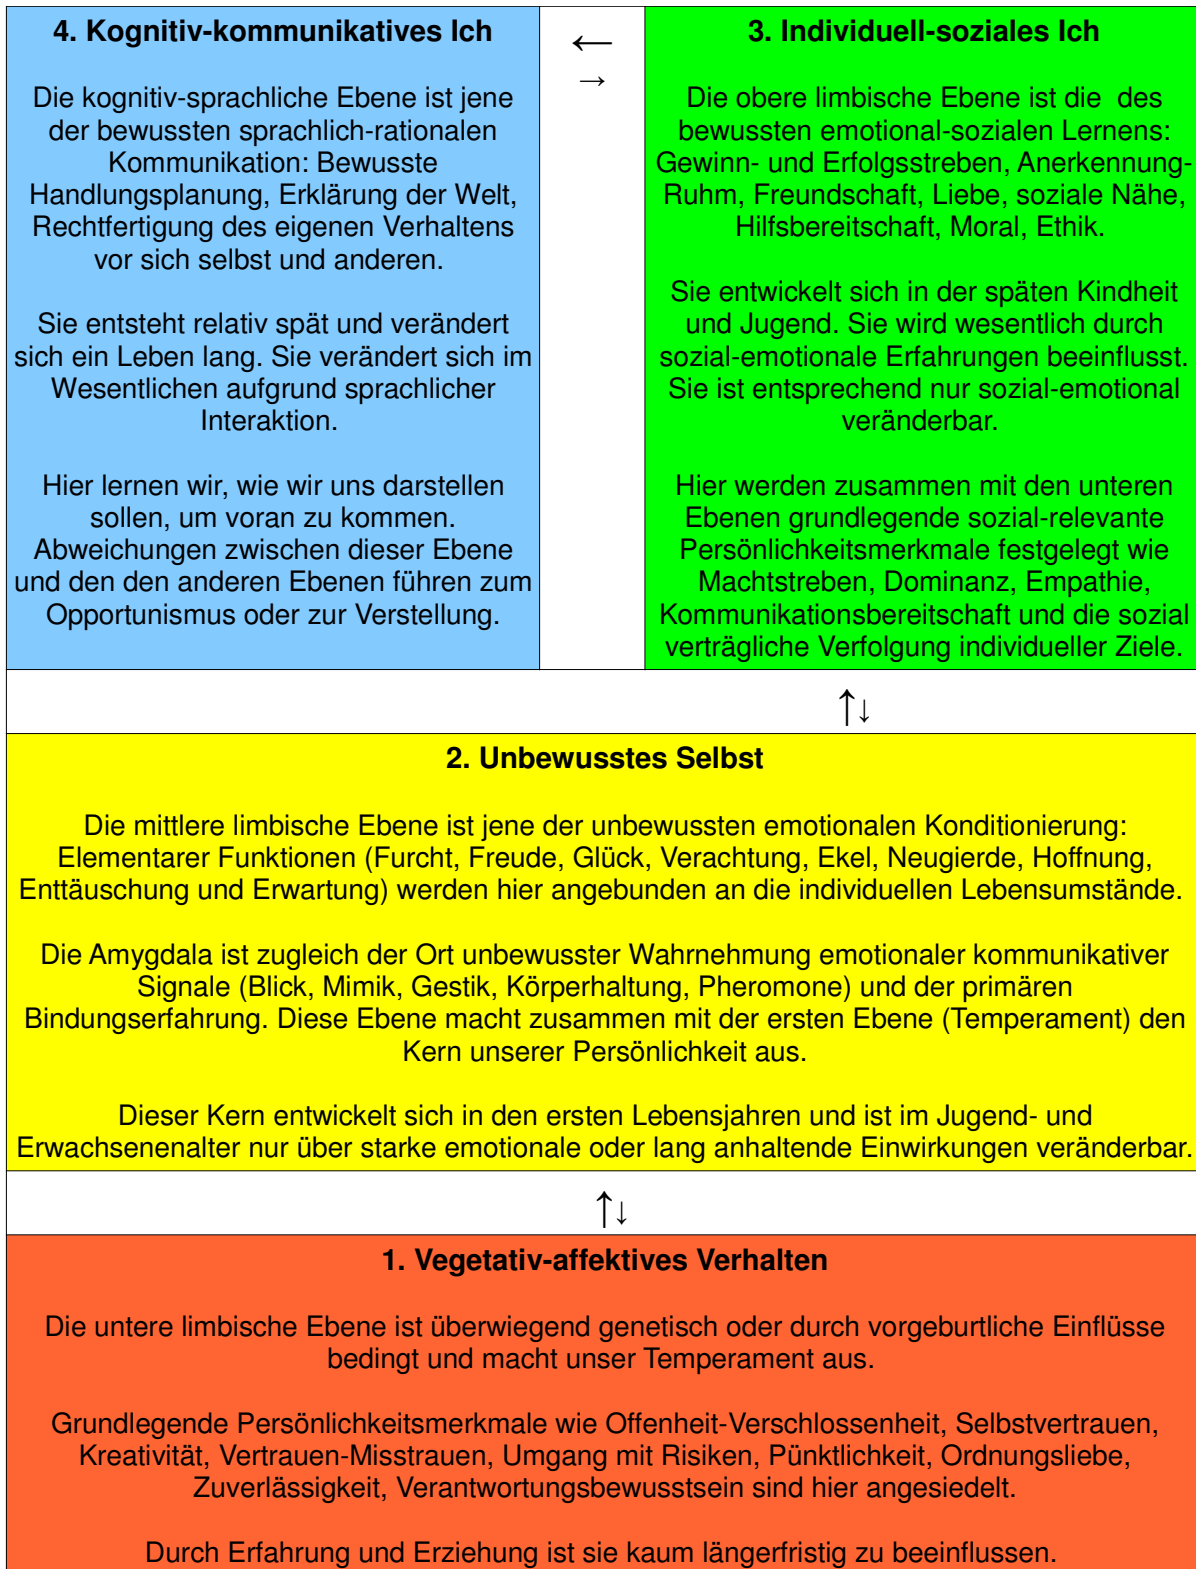 4. Kognitiv-kommunikatives Ich
Die kognitiv-sprachliche Ebene ist jene
der bewussten sprachlich-rationalen
Kommunikation: Bewusste
Handlungsplanung, Erklärung der Welt,
Rechtfertigung des eigenen Verhaltens
vor sich selbst und anderen.
Sie entsteht relativ spät und verändert
sich ein Leben lang. Sie verändert sich im
Wesentlichen aufgrund sprachlicher
Interaktion.
Hier lernen wir, wie wir uns darstellen
sollen, um voran zu kommen.
Abweichungen zwischen dieser Ebene
und den den anderen Ebenen führen zum
Opportunismus oder zur Verstellung.
←
→
3. Individuell-soziales Ich
Die obere limbische Ebene ist die  des
bewussten emotional-sozialen Lernens:
Gewinn- und Erfolgsstreben, Anerkennung-
Ruhm, Freundschaft, Liebe, soziale Nähe,
Hilfsbereitschaft, Moral, Ethik.
Sie entwickelt sich in der späten Kindheit
und Jugend. Sie wird wesentlich durch
sozial-emotionale Erfahrungen beeinflusst.
Sie ist entsprechend nur sozial-emotional
veränderbar.
Hier werden zusammen mit den unteren
Ebenen grundlegende sozial-relevante
Persönlichkeitsmerkmale festgelegt wie
Machtstreben, Dominanz, Empathie,
Kommunikationsbereitschaft und die sozial
verträgliche Verfolgung individueller Ziele.
↑↓
2. Unbewusstes Selbst
Die mittlere limbische Ebene ist jene der unbewussten emotionalen Konditionierung:
Elementarer Funktionen (Furcht, Freude, Glück, Verachtung, Ekel, Neugierde, Hoffnung,
Enttäuschung und Erwartung) werden hier angebunden an die individuellen Lebensumstände.
Die Amygdala ist zugleich der Ort unbewusster Wahrnehmung emotionaler kommunikativer
Signale (Blick, Mimik, Gestik, Körperhaltung, Pheromone) und der primären
Bindungserfahrung. Diese Ebene macht zusammen mit der ersten Ebene (Temperament) den
Kern unserer Persönlichkeit aus.
Dieser Kern entwickelt sich in den ersten Lebensjahren und ist im Jugend- und
Erwachsenenalter nur über starke emotionale oder lang anhaltende Einwirkungen veränderbar.
↑↓
1. Vegetativ-affektives Verhalten
Die untere limbische Ebene ist überwiegend genetisch oder durch vorgeburtliche Einflüsse
bedingt und macht unser Temperament aus.
Grundlegende Persönlichkeitsmerkmale wie Offenheit-Verschlossenheit, Selbstvertrauen,
Kreativität, Vertrauen-Misstrauen, Umgang mit Risiken, Pünktlichkeit, Ordnungsliebe,
Zuverlässigkeit, Verantwortungsbewusstsein sind hier angesiedelt.
Durch Erfahrung und Erziehung ist sie kaum längerfristig zu beeinflussen.